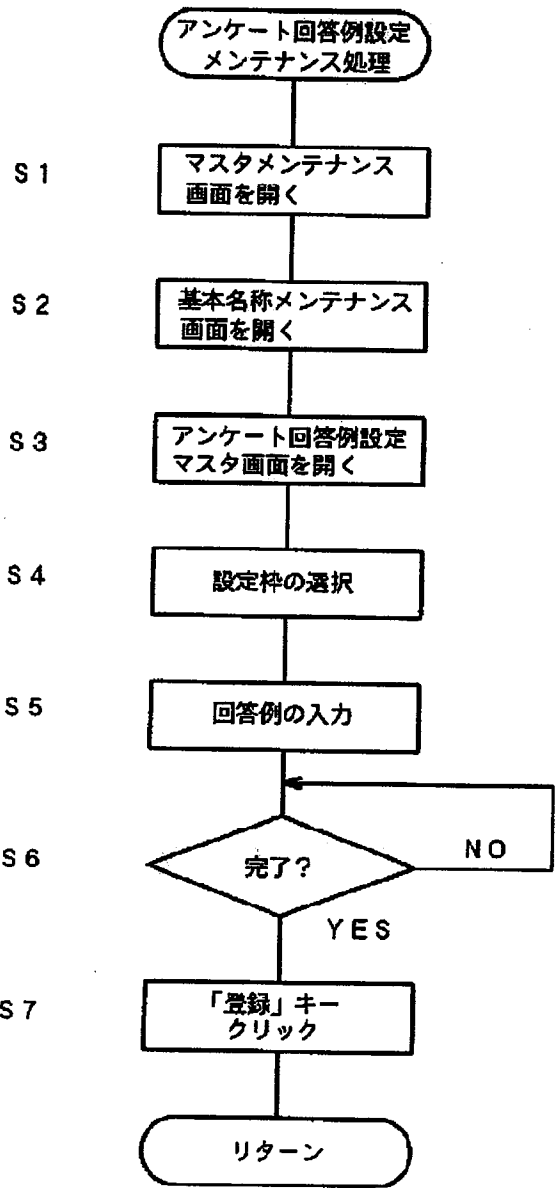 アンケート回答例設定
メンテナンス処理
S1
マスタメンテナンス
画面を開く
S2
基本名称メンテナンス
画面を開く
S3
アンケート回答例設定
マスタ画面を開く
S4
設定枠の選択
S5
回答例の入力
S6
完了?
NO
YES
S7
「登録」キー
クリック
リターン